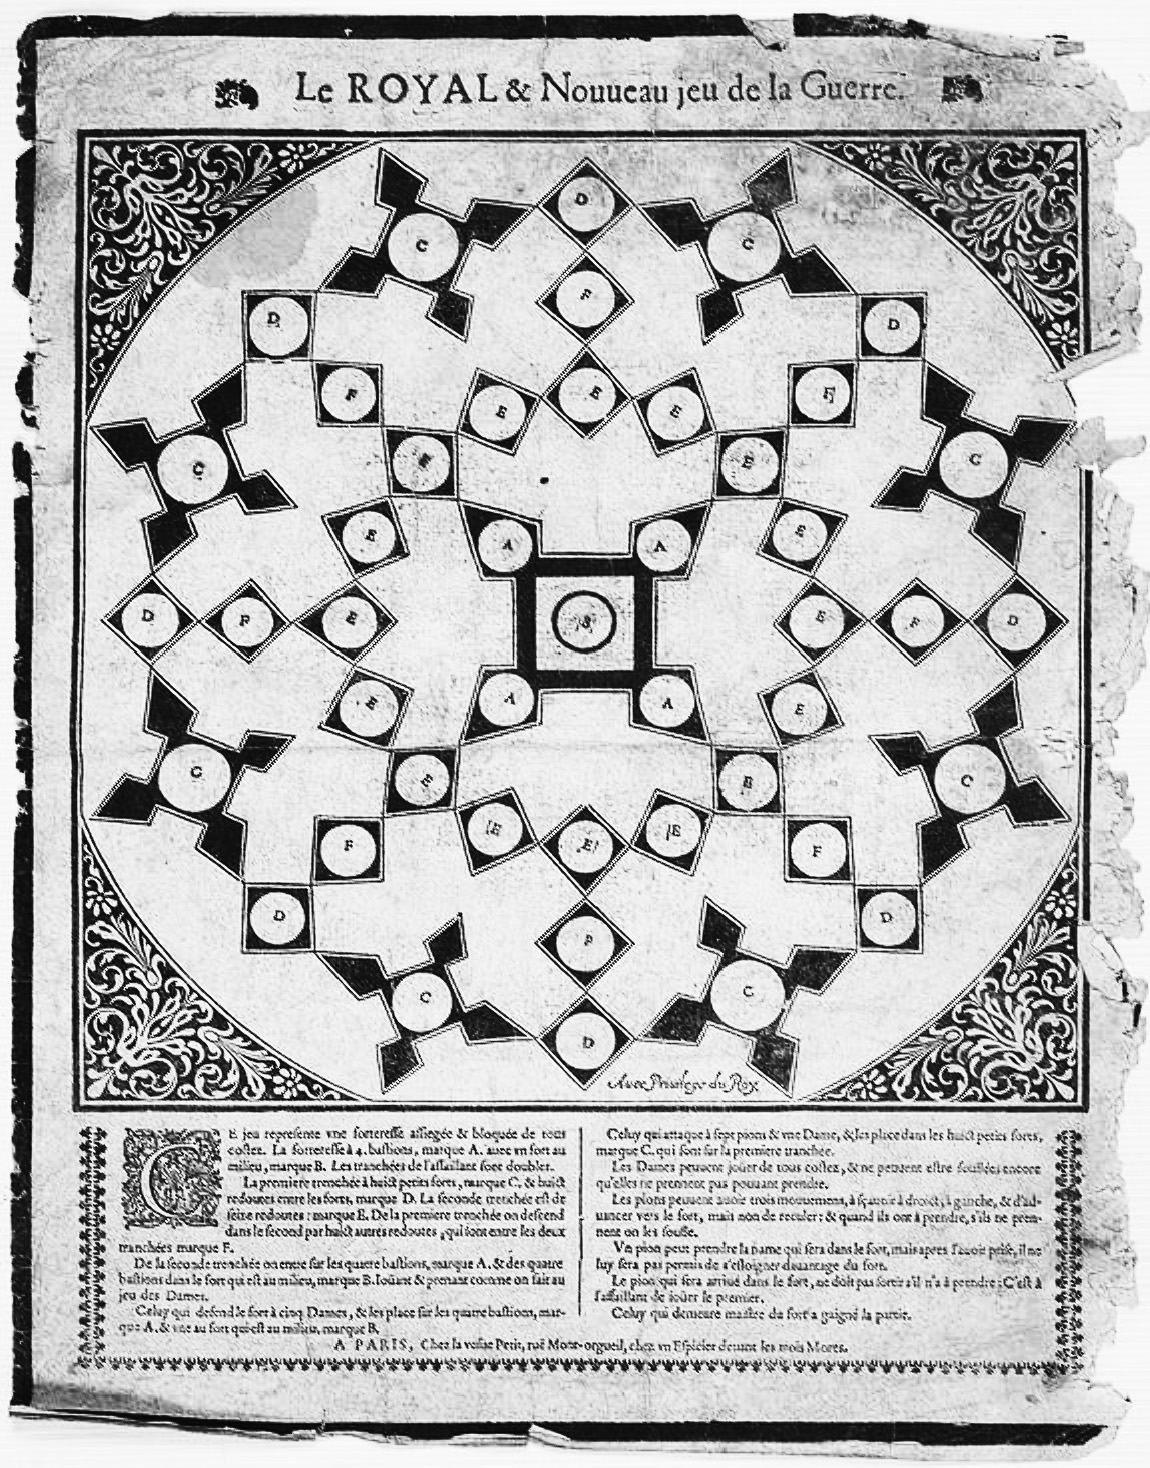 Le ROYAL & Nouueau jeu de la Guerre.
D
C C
F
D D
E
F E E F
E E
C C
E E
A A
D F E B E F D
A A
E E
C C
E B
E E E
F F
D D
F
C C
D
Auec Priuilege du Roy
CE jeu represente vne forteresse assiegée & bloquée de tous
costez. La forteresse à 4. bastions, marque A. auec vn fort au
milieu, marque B. Les tranchées de l'assaillant sont doubles.
La premiere tranchée à huict petits forts, marque C. & huict
redoutes entre les forts, marque D. La seconde trenchée est de
seize redoutes: marque E. De la premiere tranchée on descend
dans le second par huict autres redoutes, qui sont entre les deux
tranchées marque F.
De la seconde trenchée on entre sur les quatre bastions, marque A. & des quatre
bastions dans le fort qui est au milieu, marque B. Ioüant & prenant comme on fait au
jeu des Dames.
Celuy qui defend le fort à cinq Dames, & les place sur les quatre bastions, mar-
que A. & vne au fort qui est au milieu, marque B.
Celuy qui attaque à sept pions & vne Dame, & les place dans les huict petits forts,
marque C. qui sont sur la premiere tranchée.
Les Dames peuuent joüer de tous costez, & ne peuuent estre soufflées encore
qu'elles ne prennent pas pouuant prendre.
Les pions peuuent auoir trois mouuemens, à sçauoir à droict, à gauche, & d'ad-
uancer vers le fort, mais non de reculer: & quand ils ont à prendre, s'ils ne pren-
nent on les souffle.
Vn pion peut prendre la Dame qui sera dans le fort, mais apres l'auoir prise, il ne
luy sera pas permis de s'esloigner dauantage du fort.
Le pion qui sera arriué dans le fort, ne doit pas sortir s'il n'a à prendre: C'est à
l'assaillant de joüer le premier.
Celuy qui demeure maistre du fort a gaigné la partie.
A PARIS, Chez la vefue Petit, ruë Mont-orgueil, chez vn Espicier deuant les trois Mores.